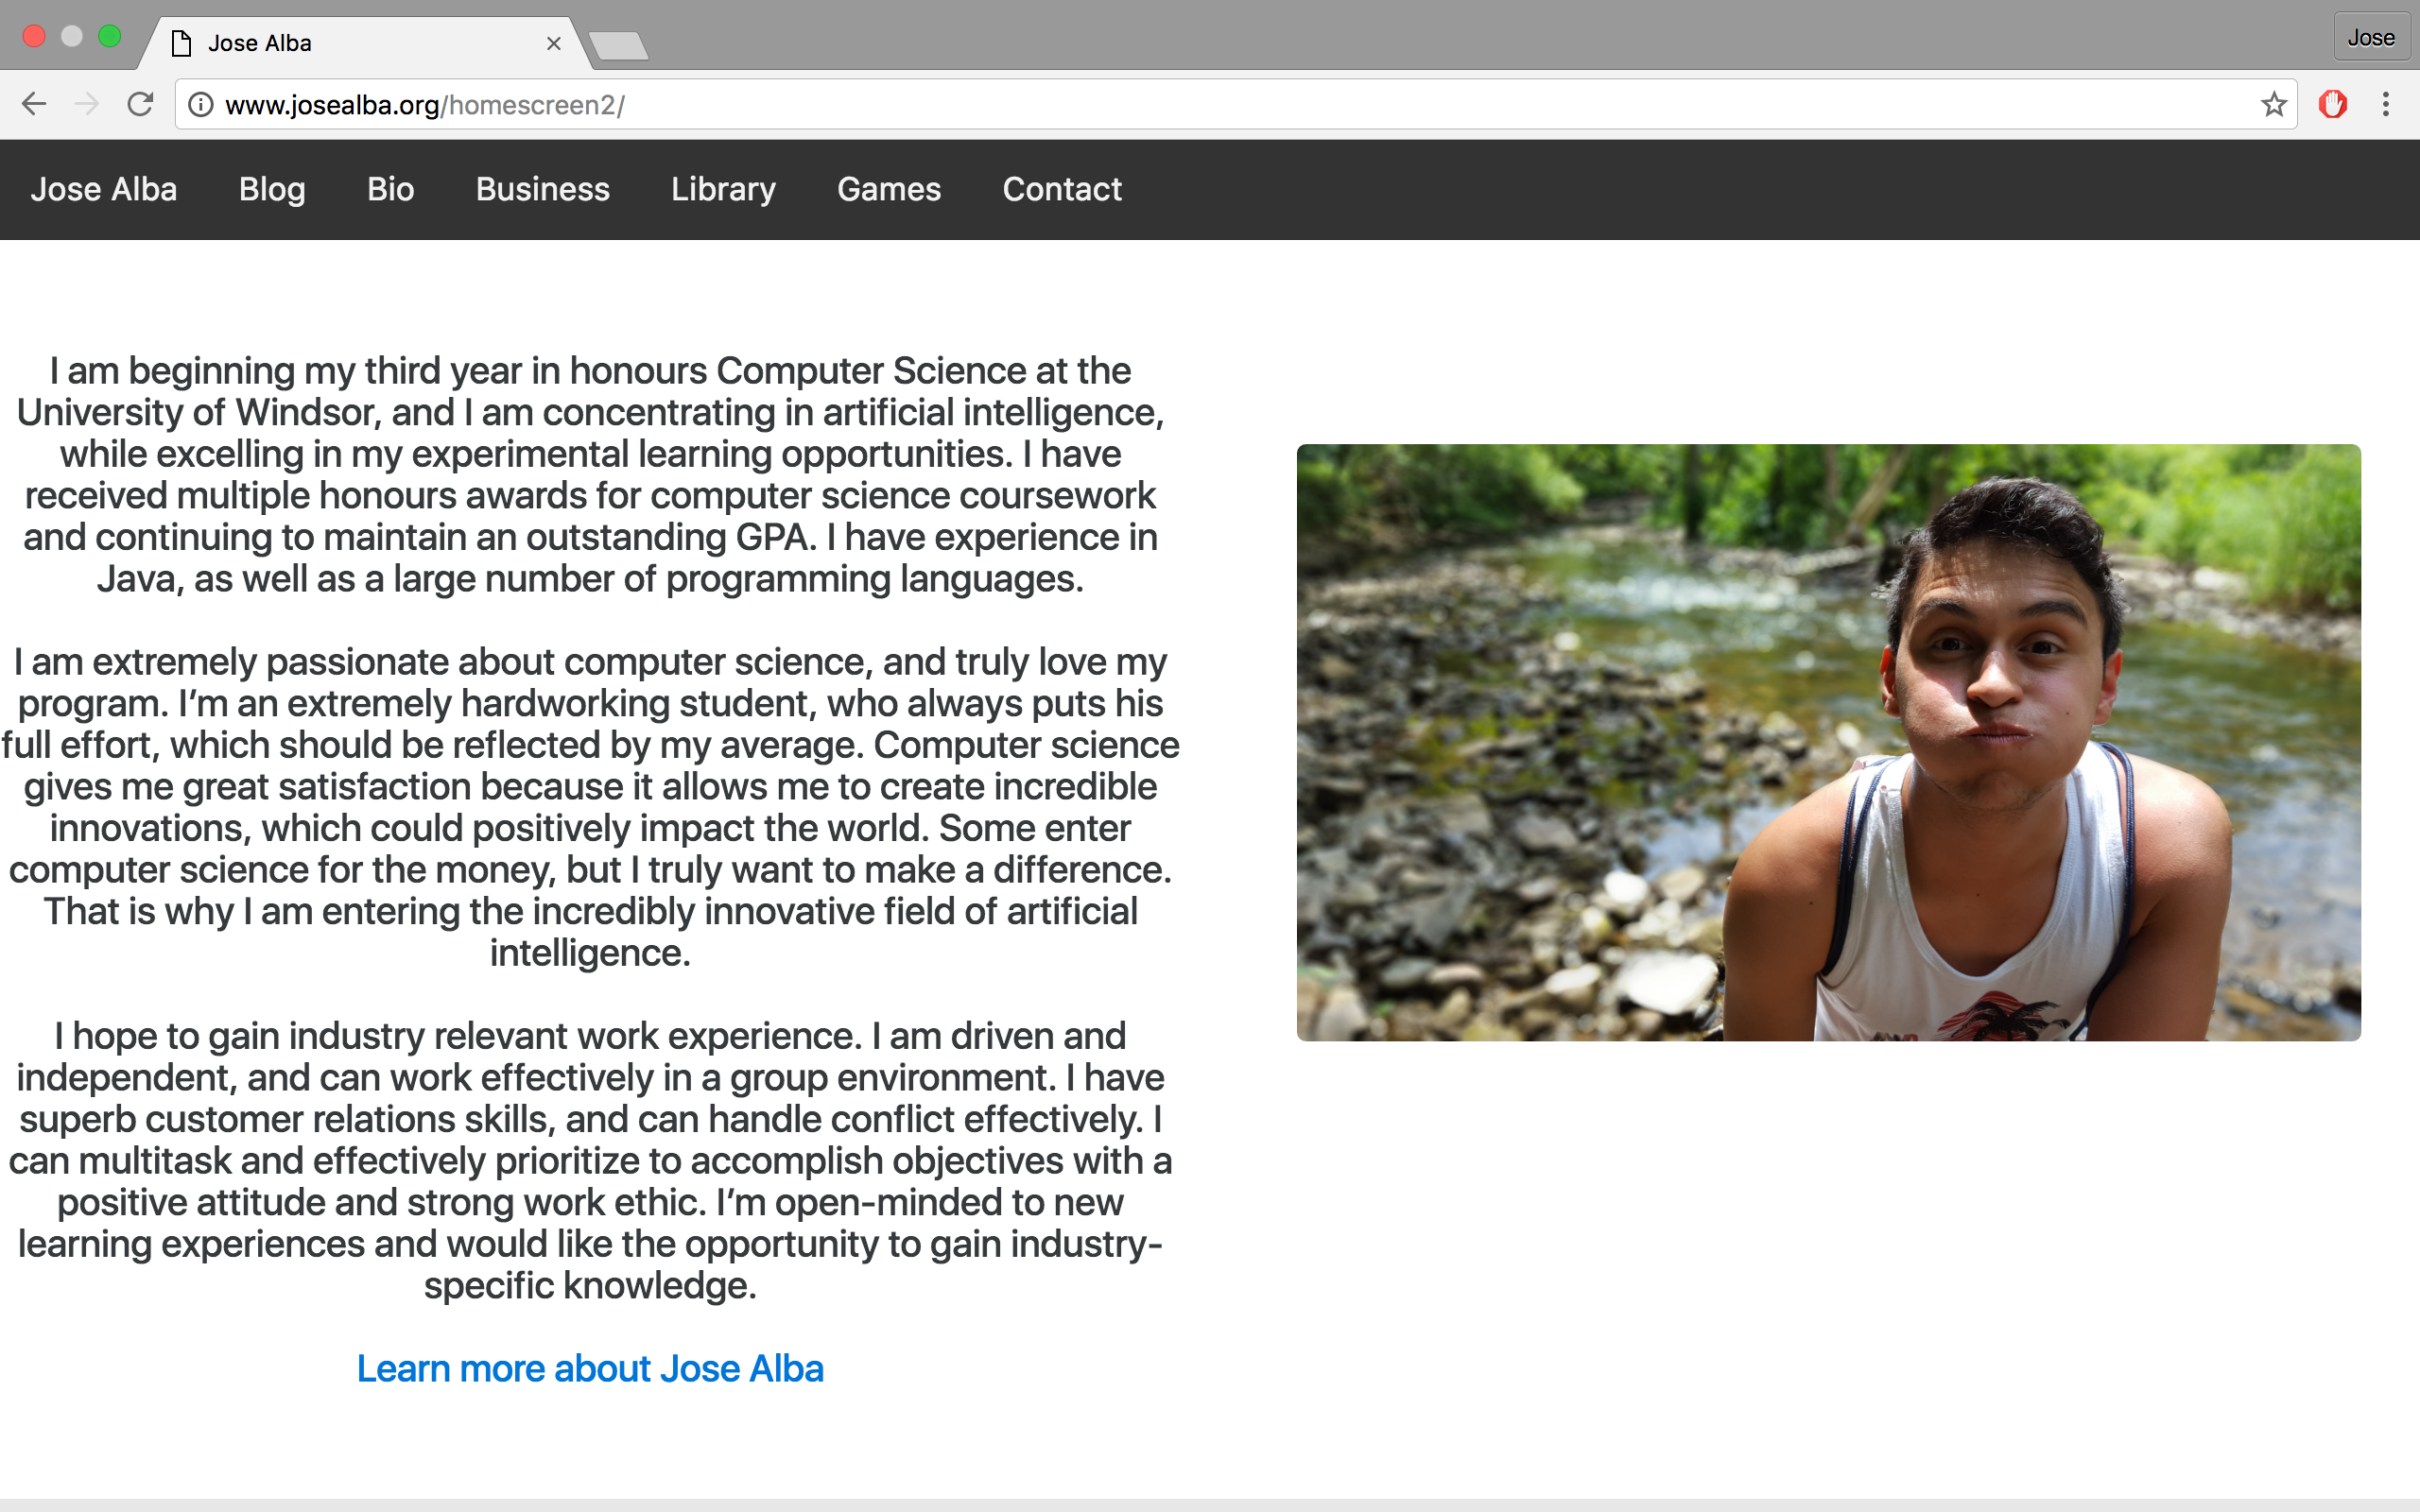 Jose Alba
Jose
www.josealba.org/homescreen2/
Jose Alba Blog Bio Business Library Games Contact
I am beginning my third year in honours Computer Science at the
University of Windsor, and I am concentrating in artificial intelligence,
while excelling in my experimental learning opportunities. I have
received multiple honours awards for computer science coursework
and continuing to maintain an outstanding GPA. I have experience in
Java, as well as a large number of programming languages.
I am extremely passionate about computer science, and truly love my
program. I’m an extremely hardworking student, who always puts his
full effort, which should be reflected by my average. Computer science
gives me great satisfaction because it allows me to create incredible
innovations, which could positively impact the world. Some enter
computer science for the money, but I truly want to make a difference.
That is why I am entering the incredibly innovative field of artificial
intelligence.
I hope to gain industry relevant work experience. I am driven and
independent, and can work effectively in a group environment. I have
superb customer relations skills, and can handle conflict effectively. I
can multitask and effectively prioritize to accomplish objectives with a
positive attitude and strong work ethic. I’m open-minded to new
learning experiences and would like the opportunity to gain industry-
specific knowledge.
Learn more about Jose Alba